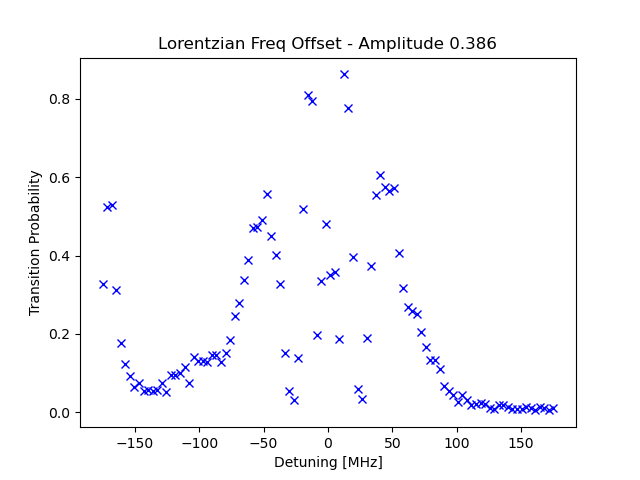 Lorentzian Freq Offset - Amplitude 0.386
0.8
0.6
0.4
0.2
0.0
Transition Probability
−150 −100 −50 0 50 100 150
Detuning [MHz]